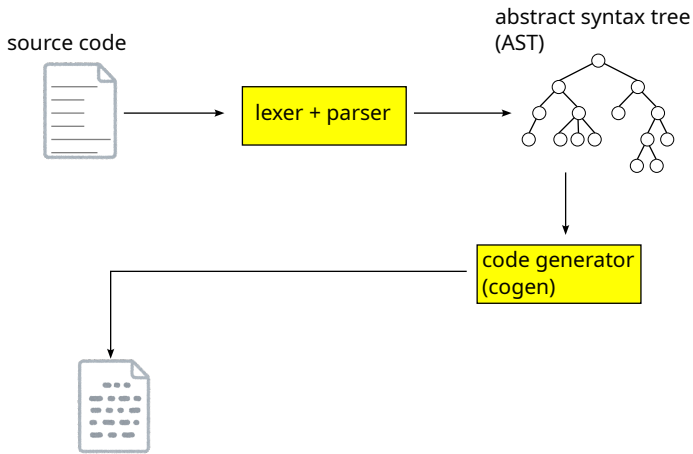 source code
lexer + parser
abstract syntax tree
(AST)
code generator
(cogen)